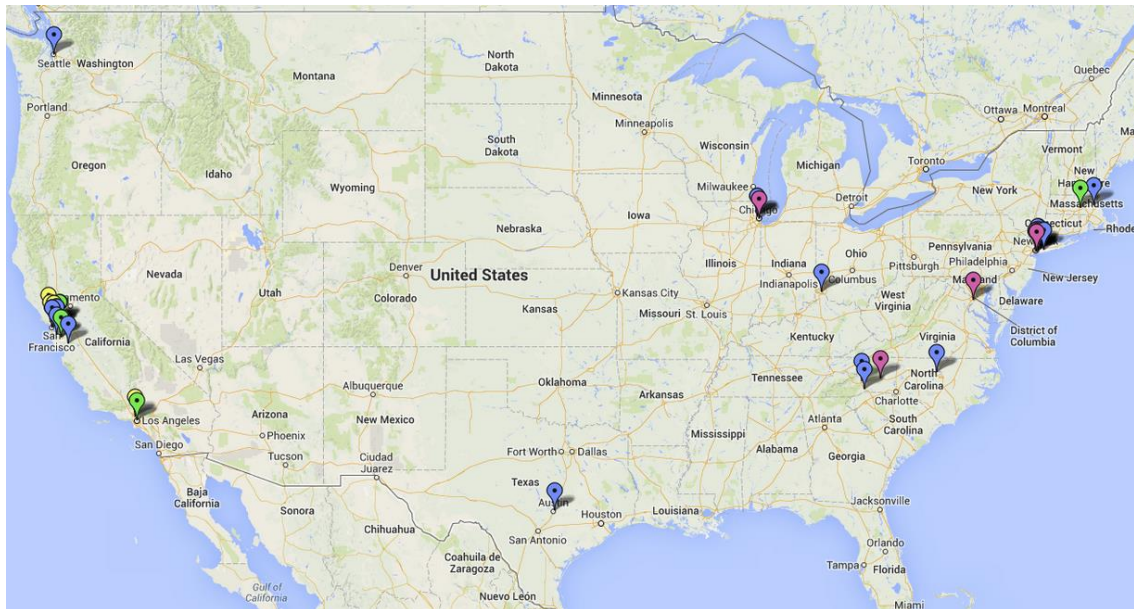 Seattle
Washington
Montana
North
Dakota
Minnesota
Quebec
Ottawa
Montreal
Portland
Oregon
Idaho
Wyoming
South
Dakota
Minneapolis
Wisconsin
Michigan
Toronto
Vermont
New
Milwaukee
Detroit
New York
Massachusetts
Rhode
Nebraska
Iowa
Illinois
Indiana
Ohio
Pennsylvania
Nevada
Utah
Denver
Colorado
United States
Kansas City
Kansas
Missouri
St. Louis
Indianapolis
Columbus
Pittsburgh
Philadelphia
New Jersey
West
Virginia
Maryland
Delaware
District of
Columbia
San
Francisco
California
Las Vegas
Kentucky
Virginia
Los Angeles
San Diego
Arizona
Phoenix
Tucson
Albuquerque
New Mexico
Oklahoma
Arkansas
Tennessee
North
Carolina
Charlotte
South
Carolina
Atlanta
Mississippi
Alabama
Georgia
Baja
California
Ciudad
Juarez
Fort Worth
Dallas
Texas
Austin
Houston
San Antonio
Louisiana
Jacksonville
Sonora
Chihuahua
Coahuila de
Zaragoza
Nuevo León
Gulf of
California
Orlando
Tampa
Florida
Miami